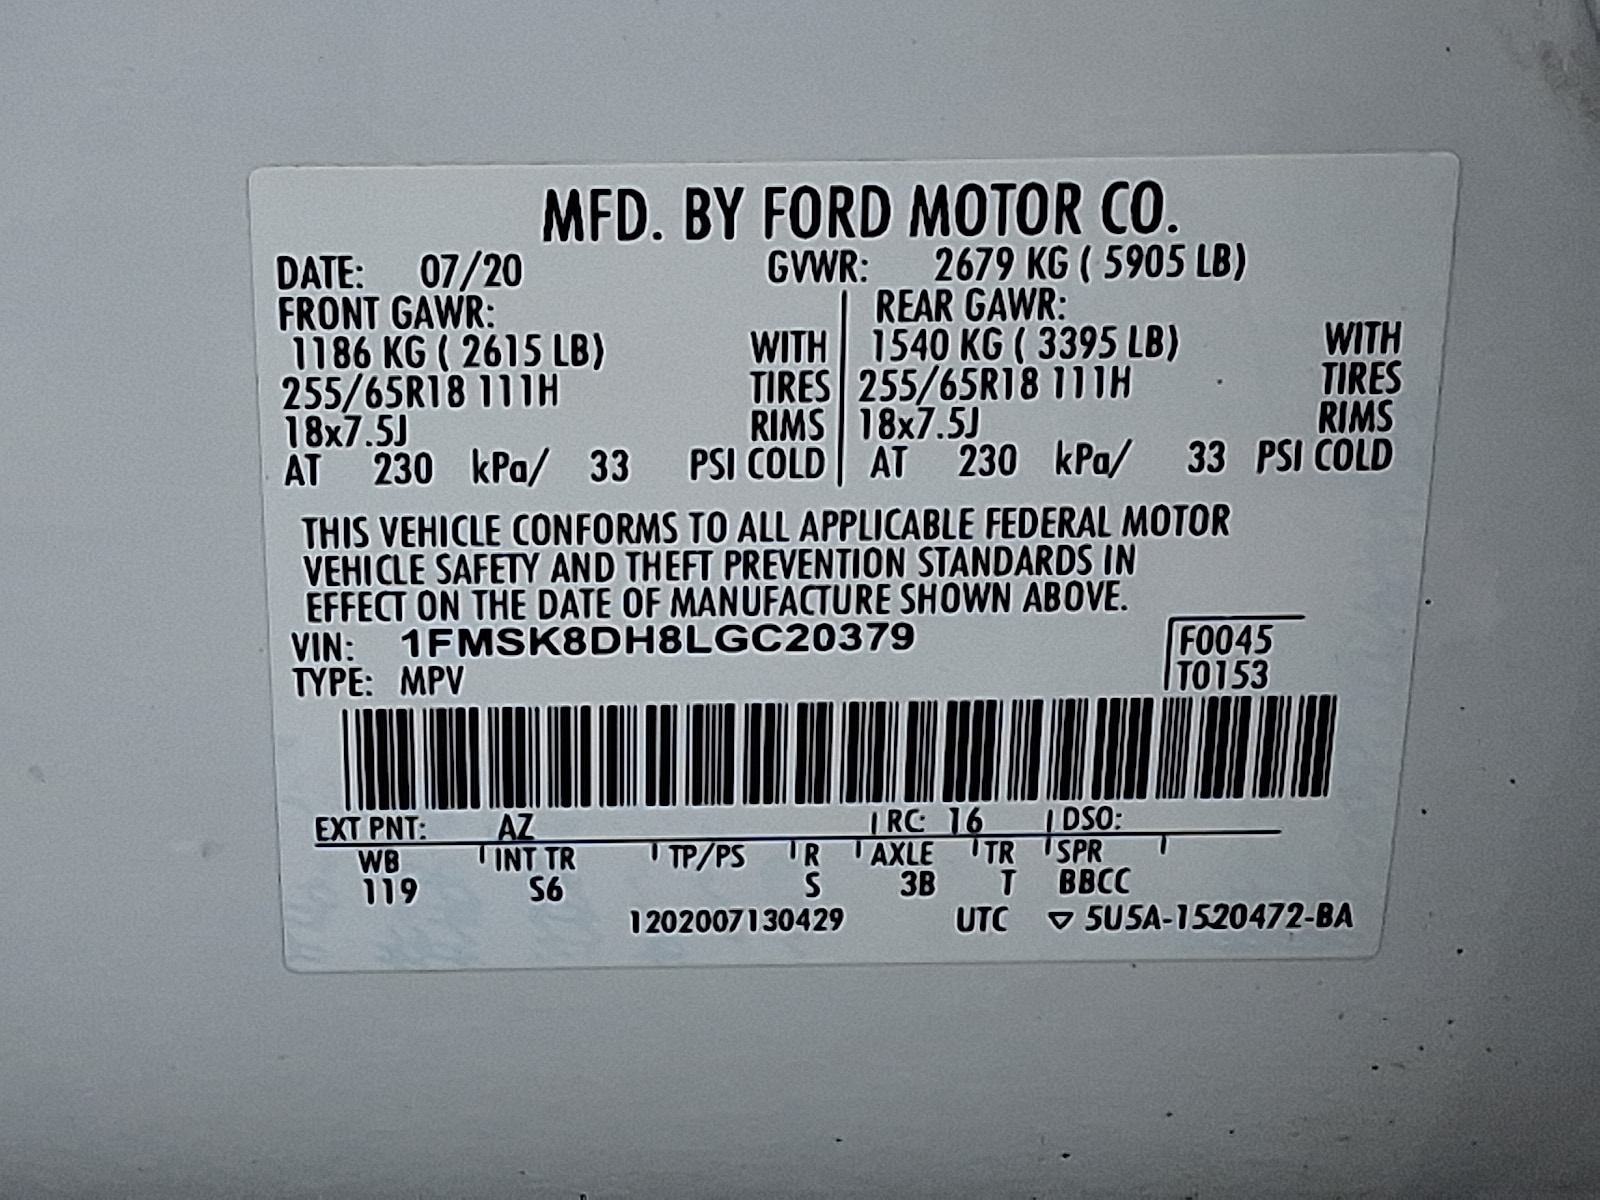 MFD. BY FORD MOTOR CO.
DATE: 07/20 GVWR: 2679 KG ( 5905 LB)
FRONT GAWR: REAR GAWR:
1186 KG ( 2615 LB) WITH 1540 KG ( 3395 LB) WITH
255/65R18 111H TIRES 255/65R18 111H TIRES
18x7.5J RIMS 18x7.5J RIMS
AT 230 kPa/ 33 PSI COLD AT 230 kPa/ 33 PSI COLD
THIS VEHICLE CONFORMS TO ALL APPLICABLE FEDERAL MOTOR
VEHICLE SAFETY AND THEFT PREVENTION STANDARDS IN
EFFECT ON THE DATE OF MANUFACTURE SHOWN ABOVE.
VIN: 1FMSK8DH8LGC20379 F0045
TYPE: MPV T0153
EXT PNT: AZ RC: 16 DSO:
WB INT TR TP/PS R AXLE TR SPR
119 S6 S 3B T BBCC
1202007130429 UTC ▽ 5U5A-1520472-BA